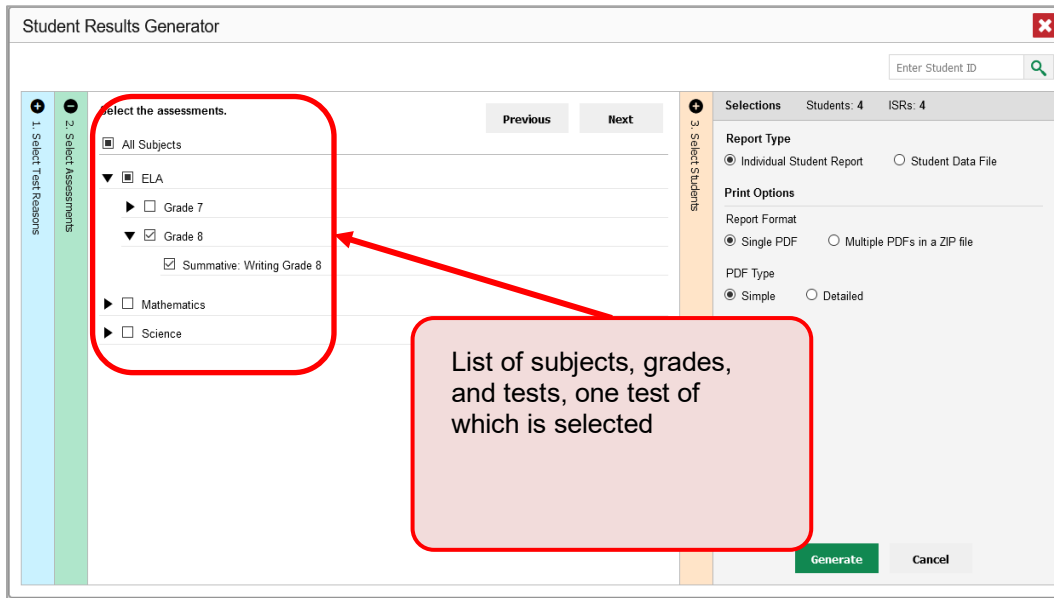 Student Results Generator
Enter Student ID
1. Select Test Reasons
2. Select Assessments
Select the assessments.
Previous
Next
All Subjects
ELA
Grade 7
Grade 8
Summative: Writing Grade 8
Mathematics
Science
3. Select Students
Selections Students: 4 ISRs: 4
Report Type
Individual Student Report Student Data File
Print Options
Report Format
Single PDF Multiple PDFs in a ZIP file
PDF Type
Simple Detailed
List of subjects, grades,
and tests, one test of
which is selected
Generate
Cancel